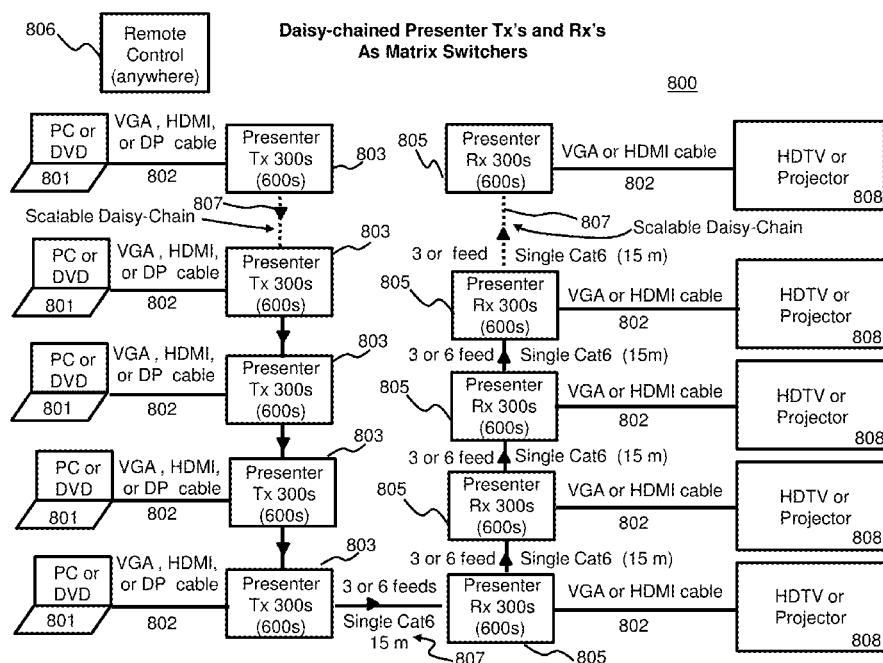 806
Remote
Control
(anywhere)
Daisy-chained Presenter Tx's and Rx's
As Matrix Switchers
800
PC or
DVD
801
VGA , HDMI,
or DP cable
802
Presenter
Tx 300s
(600s)
803
805
Presenter
Rx 300s
(600s)
VGA or HDMI cable
802
HDTV or
Projector
808
807
Scalable Daisy-Chain
807
Scalable Daisy-Chain
3 or feed
Single Cat6 (15 m)
PC or
DVD
801
VGA, HDMI,
or DP cable
802
Presenter
Tx 300s
(600s)
803
805
Presenter
Rx 300s
(600s)
VGA or HDMI cable
802
HDTV or
Projector
808
3 or 6 feed
Single Cat6 (15m)
PC or
DVD
801
VGA, HDMI,
or DP cable
802
Presenter
Tx 300s
(600s)
803
805
Presenter
Rx 300s
(600s)
VGA or HDMI cable
802
HDTV or
Projector
808
3 or 6 feed
Single Cat6 (15 m)
PC or
DVD
801
VGA, HDMI,
or DP cable
802
Presenter
Tx 300s
(600s)
803
805
Presenter
Rx 300s
(600s)
VGA or HDMI cable
802
HDTV or
Projector
808
3 or 6 feed
Single Cat6 (15 m)
PC or
DVD
801
VGA, HDMI,
or DP cable
802
Presenter
Tx 300s
(600s)
803
3 or 6 feeds
Single Cat6
15 m
807
Presenter
Rx 300s
(600s)
805
VGA or HDMI cable
802
HDTV or
Projector
808